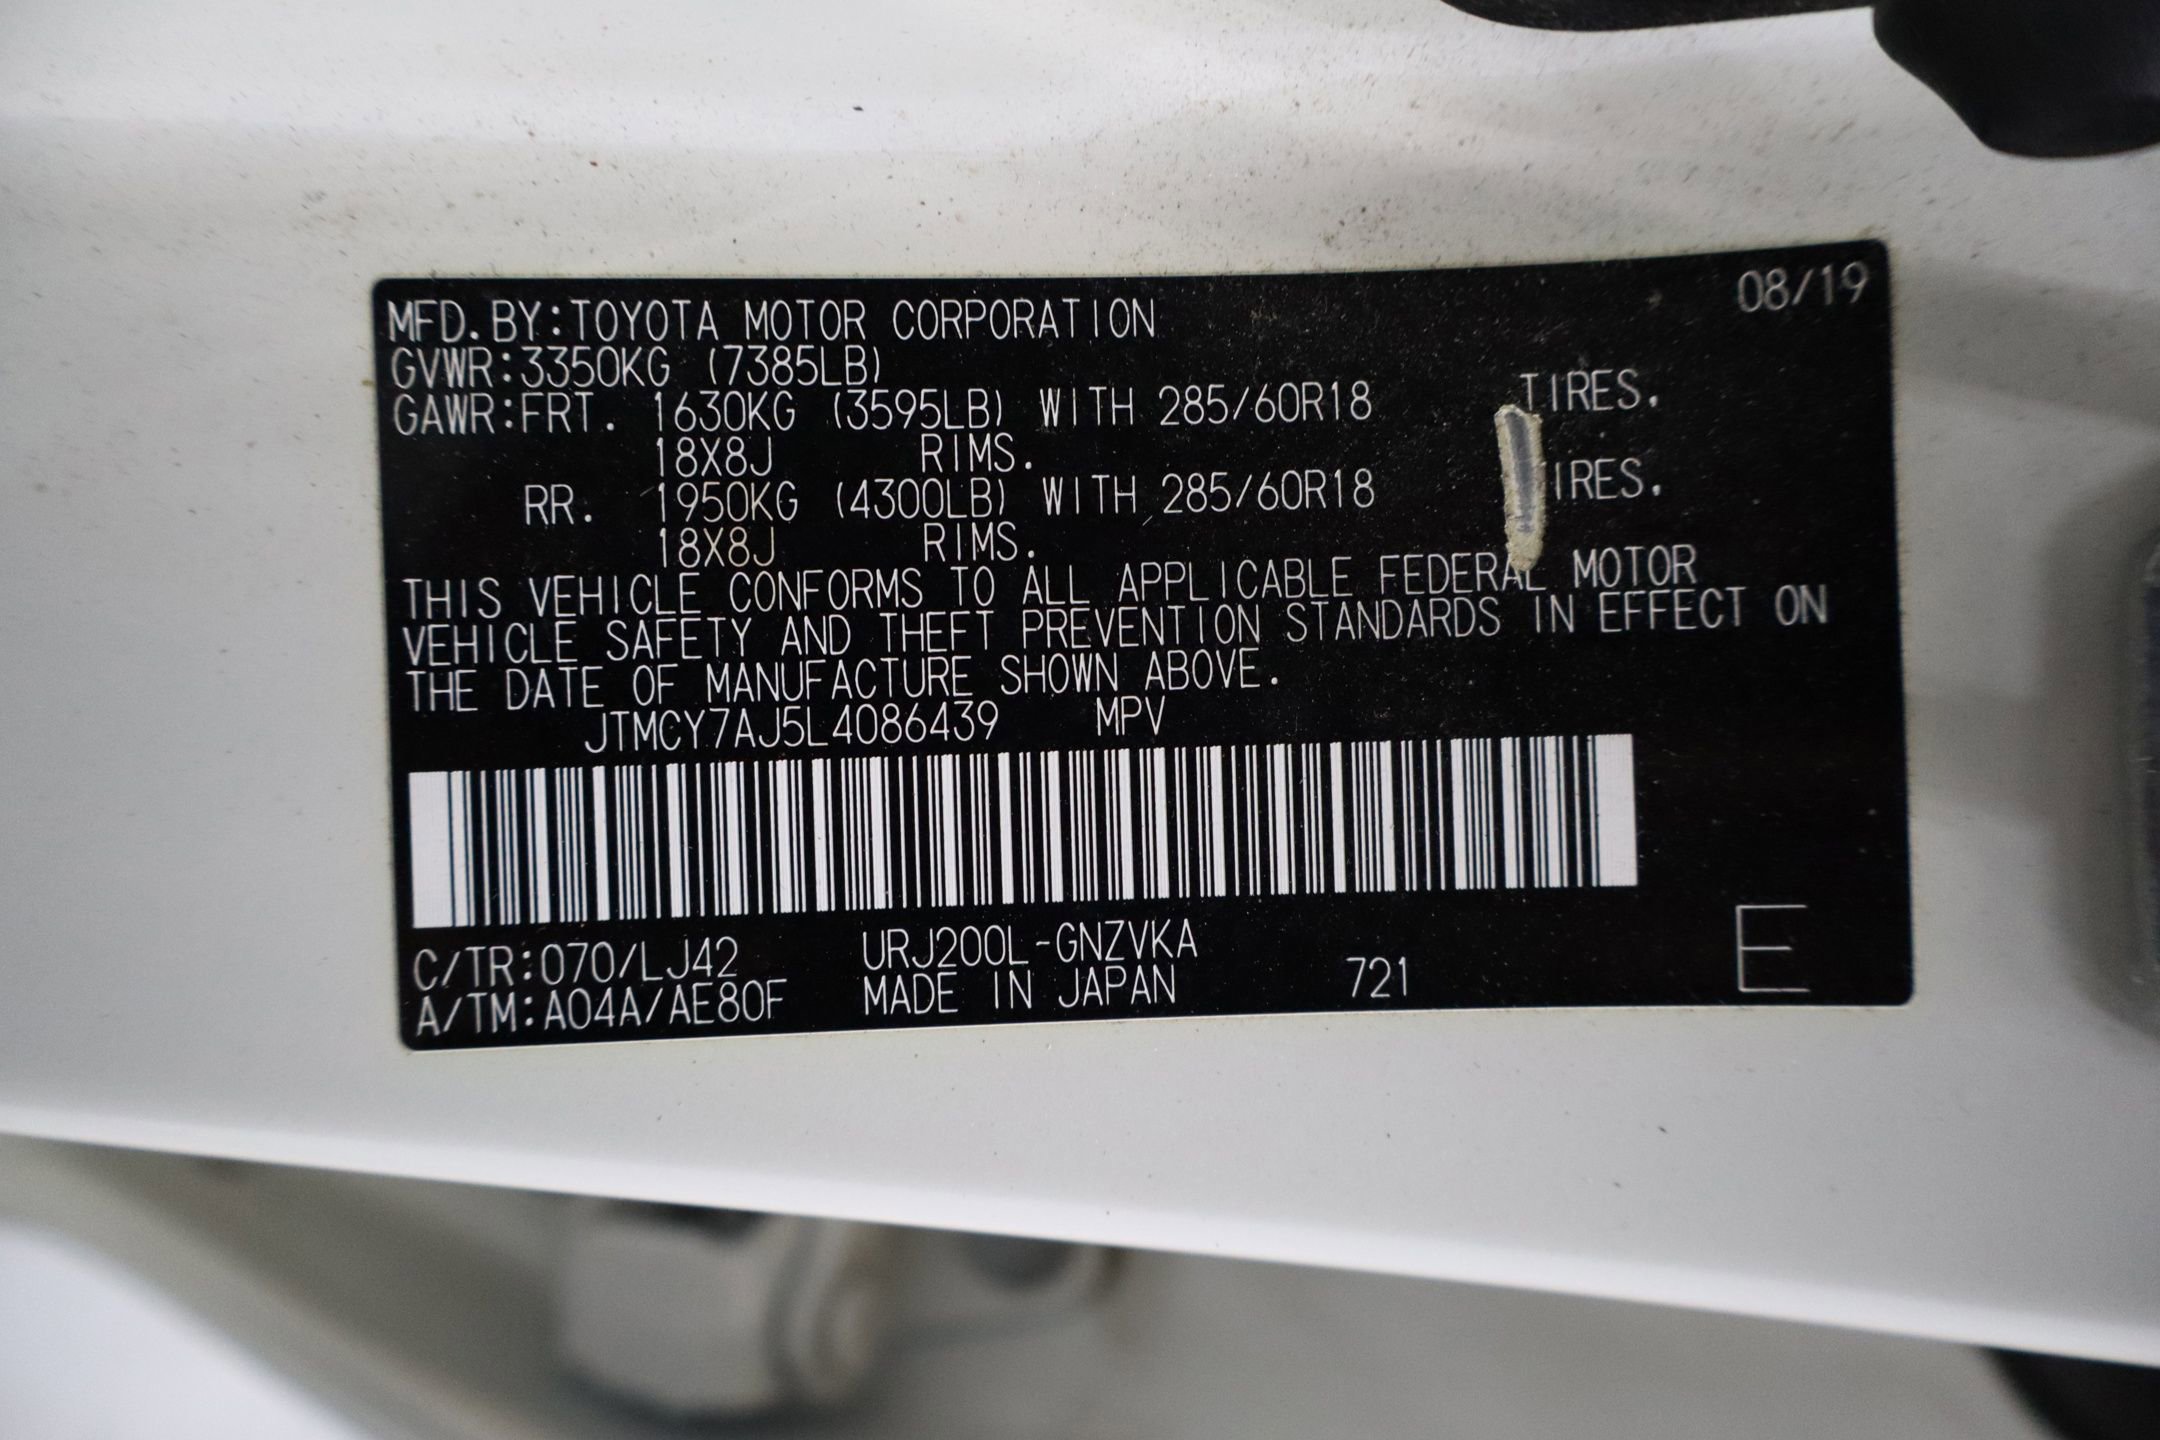 08/19
MFD. BY:TOYOTA MOTOR CORPORATION
GVWR:3350KG (7385LB)
GAWR:FRT. 1630KG (3595LB) WITH 285/60R18 TIRES.
18X8J RIMS.
RR. 1950KG (4300LB) WITH 285/60R18 TIRES.
18X8J RIMS.
THIS VEHICLE CONFORMS TO ALL APPLICABLE FEDERAL MOTOR
VEHICLE SAFETY AND THEFT PREVENTION STANDARDS IN EFFECT ON
THE DATE OF MANUFACTURE SHOWN ABOVE.
JTMCY7AJ5L4086439 MPV
C/TR:070/LJ42 URJ200L-GNZVKA
A/TM:A04A/AE80F MADE IN JAPAN 721 E